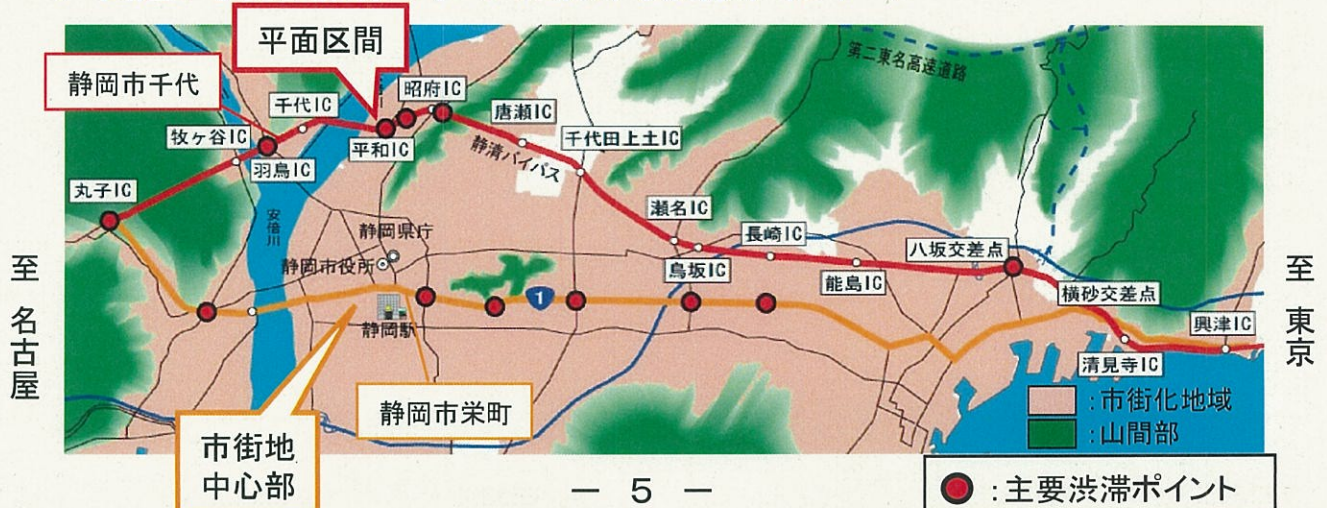 平面区間
静岡市千代
千代IC
昭府IC
牧ヶ谷IC
羽鳥IC
平和IC
唐瀬IC
千代田上土IC
静清バイパス
第二東名高速道路
丸子IC
安倍川
静岡県庁
静岡市役所
静岡駅
瀬名IC
鳥坂IC
長崎IC
能島IC
八坂交差点
横砂交差点
興津IC
清見寺IC
1
至 名古屋
至 東京
静岡市栄町
市街地
中心部
:市街化地域
:山間部
:主要渋滞ポイント
― 5 ―